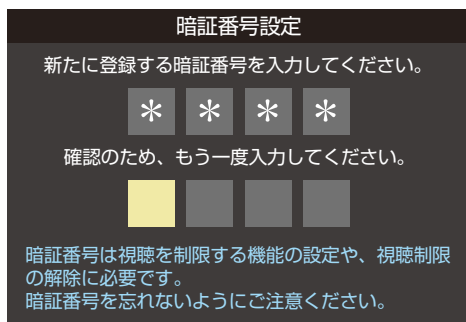 暗証番号設定
新たに登録する暗証番号を入力してください。
* * * *
確認のため、もう一度入力してください。
暗証番号は視聴を制限する機能の設定や、視聴制限
の解除に必要です。
暗証番号を忘れないようにご注意ください。